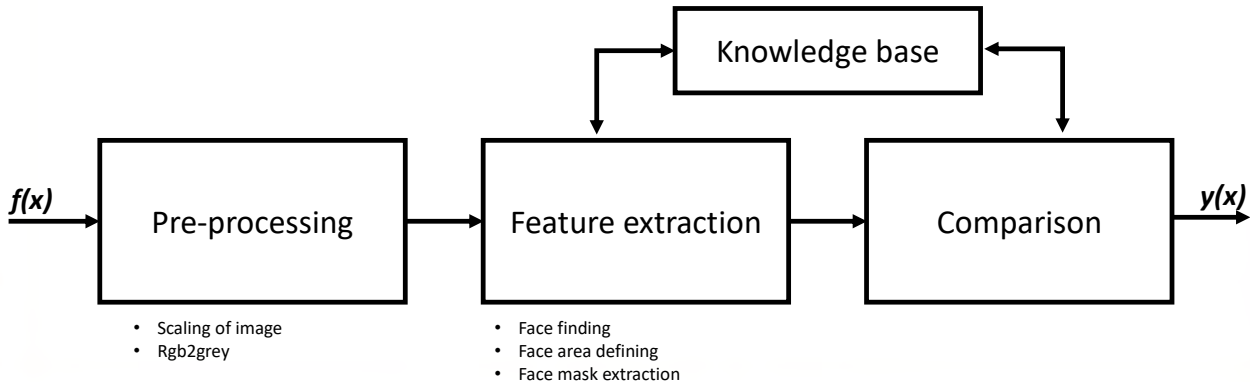 Knowledge base
f(x)
Pre-processing
Feature extraction
Comparison
y(x)
• Scaling of image
• Rgb2grey
• Face finding
• Face area defining
• Face mask extraction